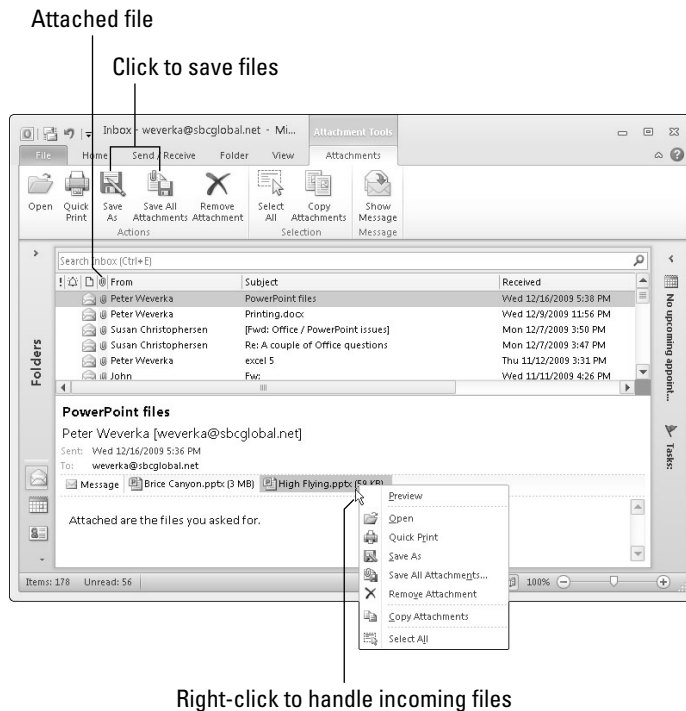 Attached file
Click to save files
Inbox - weverka@sbcglobal.net - Mi...
Attachment Tools
File Home Send / Receive Folder View Attachments
Open
Quick Print
Save As
Save All Attachments
Remove Attachment
Select All
Copy Attachments
Show Message
Actions Selection Message
Search Inbox (Ctrl+E)
! From Subject Received
Peter Weverka PowerPoint files Wed 12/16/2009 5:38 PM
Peter Weverka Printing.docx Wed 12/9/2009 11:56 PM
Susan Christophersen [Fwd: Office / PowerPoint issues] Mon 12/7/2009 3:50 PM
Susan Christophersen Re: A couple of Office questions Mon 12/7/2009 3:47 PM
Peter Weverka excel 5 Thu 11/12/2009 3:31 PM
John Fw: Wed 11/11/2009 4:26 PM
Folders
No upcoming appoint...
Tasks:
PowerPoint files
Peter Weverka [weverka@sbcglobal.net]
Sent: Wed 12/16/2009 5:36 PM
To: weverka@sbcglobal.net
Message Brice Canyon.pptx (3 MB) High Flying.pptx (59 KB)
Attached are the files you asked for.
Preview
Open
Quick Print
Save As
Save All Attachments...
Remove Attachment
Copy Attachments
Select All
Items: 178 Unread: 56 100%
Right-click to handle incoming files